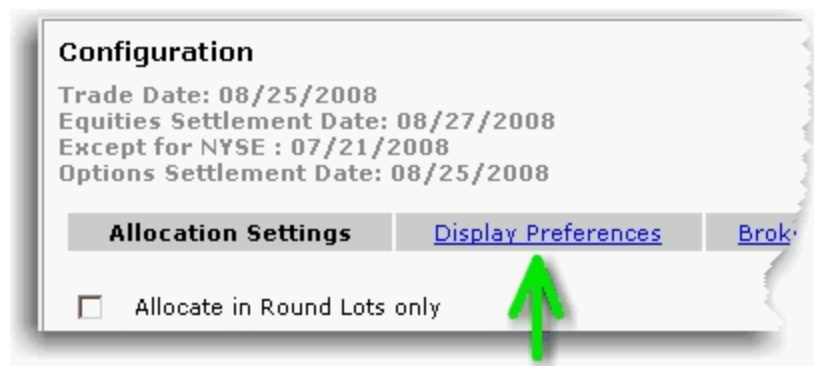 Configuration
Trade Date: 08/25/2008
Equities Settlement Date: 08/27/2008
Except for NYSE : 07/21/2008
Options Settlement Date: 08/25/2008
Allocation Settings Display Preferences
Allocate in Round Lots only